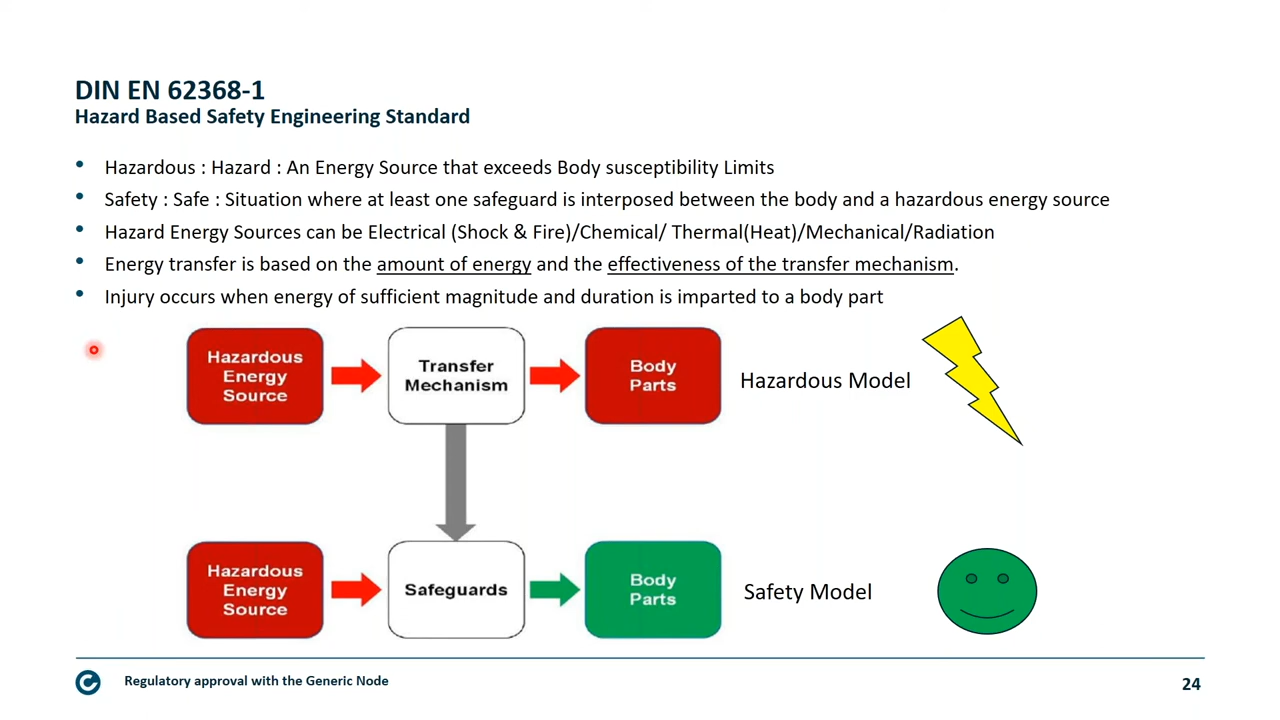 DIN EN 62368-1
Hazard Based Safety Engineering Standard
• Hazardous : Hazard : An Energy Source that exceeds Body susceptibility Limits
• Safety : Safe : Situation where at least one safeguard is interposed between the body and a hazardous energy source
• Hazard Energy Sources can be Electrical (Shock & Fire)/Chemical/ Thermal(Heat)/Mechanical/Radiation
• Energy transfer is based on the amount of energy and the effectiveness of the transfer mechanism.
• Injury occurs when energy of sufficient magnitude and duration is imparted to a body part
Hazardous
Energy
Source
Transfer
Mechanism
Body
Parts
Hazardous Model
Hazardous
Energy
Source
Safeguards
Body
Parts
Safety Model
Regulatory approval with the Generic Node
24